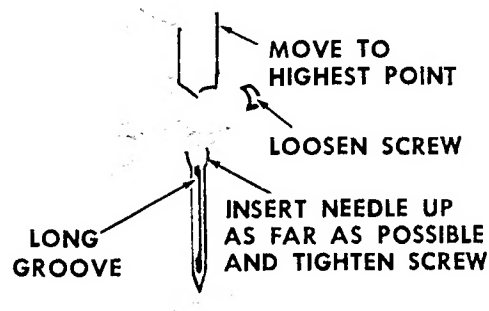 MOVE TO
HIGHEST POINT
LOOSEN SCREW
INSERT NEEDLE UP
AS FAR AS POSSIBLE
AND TIGHTEN SCREW
LONG
GROOVE